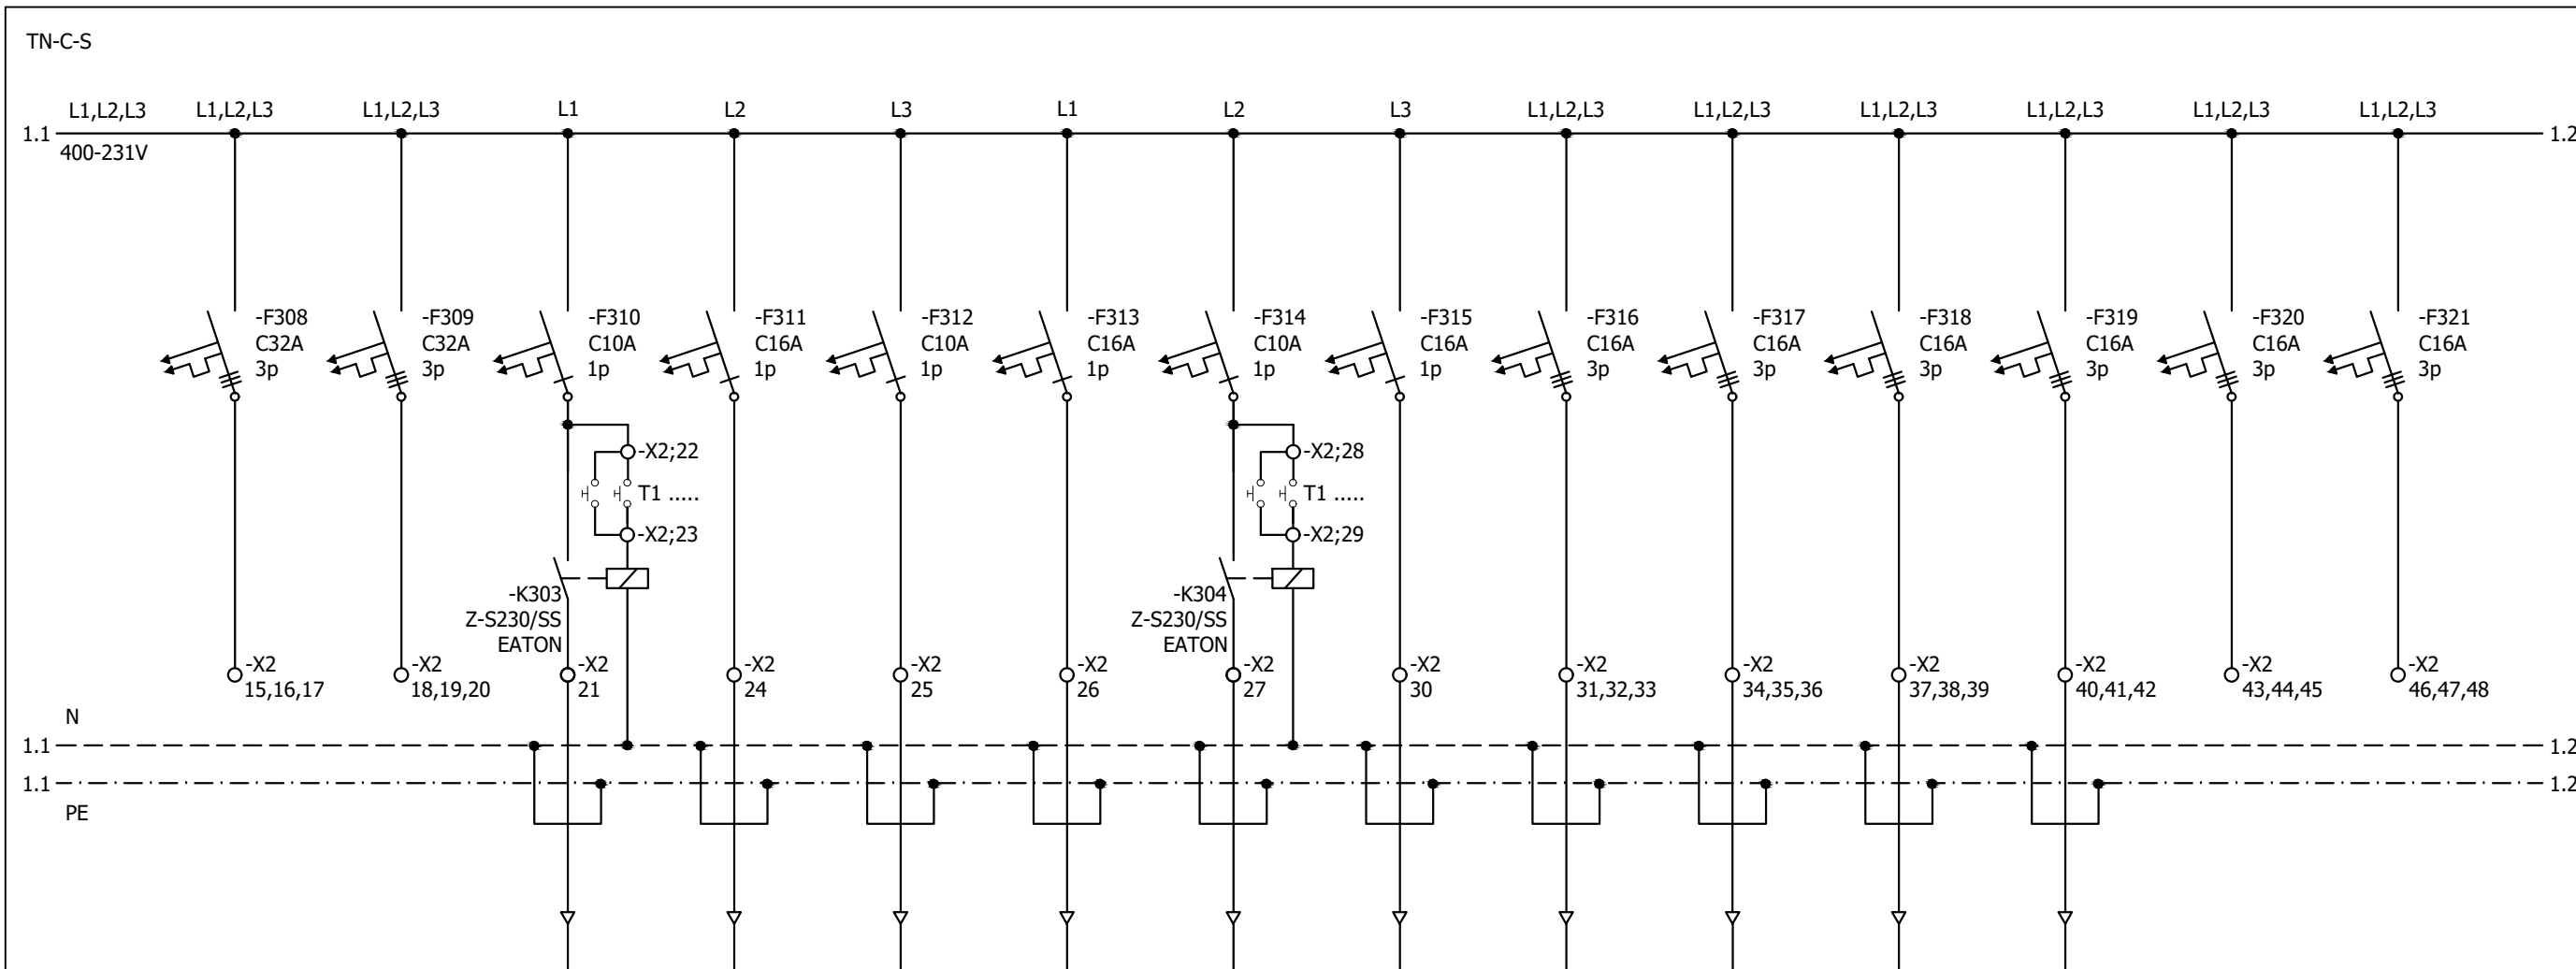 TN-C-S
L1,L2,L3 L1,L2,L3 L1,L2,L3 L1 L2 L3 L1 L2 L3 L1,L2,L3 L1,L2,L3 L1,L2,L3 L1,L2,L3 L1,L2,L3 L1,L2,L3
1.1 1.2
400-231V
-F308 -F309 -F310 -F311 -F312 -F313 -F314 -F315 -F316 -F317 -F318 -F319 -F320 -F321
C32A C32A C10A C16A C10A C16A C10A C16A C16A C16A C16A C16A C16A C16A
3p 3p 1p 1p 1p 1p 1p 1p 3p 3p 3p 3p 3p 3p
-X2;22 -X2;28
T1 ..... T1 .....
-X2;23 -X2;29
-K303 -K304
Z-S230/SS Z-S230/SS
EATON EATON
-X2 -X2 -X2 -X2 -X2 -X2 -X2 -X2 -X2 -X2 -X2 -X2 -X2 -X2
15,16,17 18,19,20 21 24 25 26 27 30 31,32,33 34,35,36 37,38,39 40,41,42 43,44,45 46,47,48
N
1.1 1.2
1.1 1.2
PE